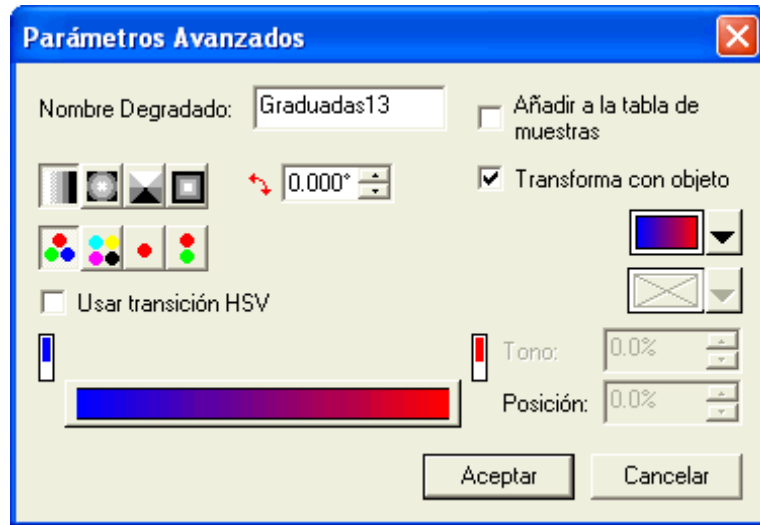 Parámetros Avanzados
Nombre Degradado: Graduadas13
Añadir a la tabla de
muestras
0.000°
Transforma con objeto
Usar transición HSV
Tono: 0.0%
Posición: 0.0%
Aceptar Cancelar